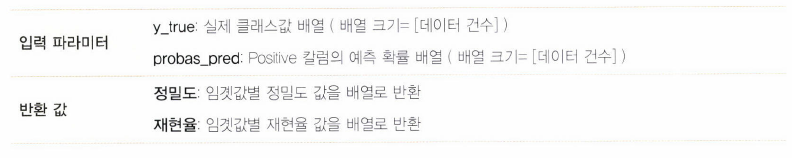 입력 파라미터
y_true: 실제 클래스값 배열 ( 배열 크기= [데이터 건수] )
probas_pred: Positive 칼럼의 예측 확률 배열 ( 배열 크기= [데이터 건수] )
반환 값
정밀도: 임곗값별 정밀도 값을 배열로 반환
재현율: 임곗값별 재현율 값을 배열로 반환